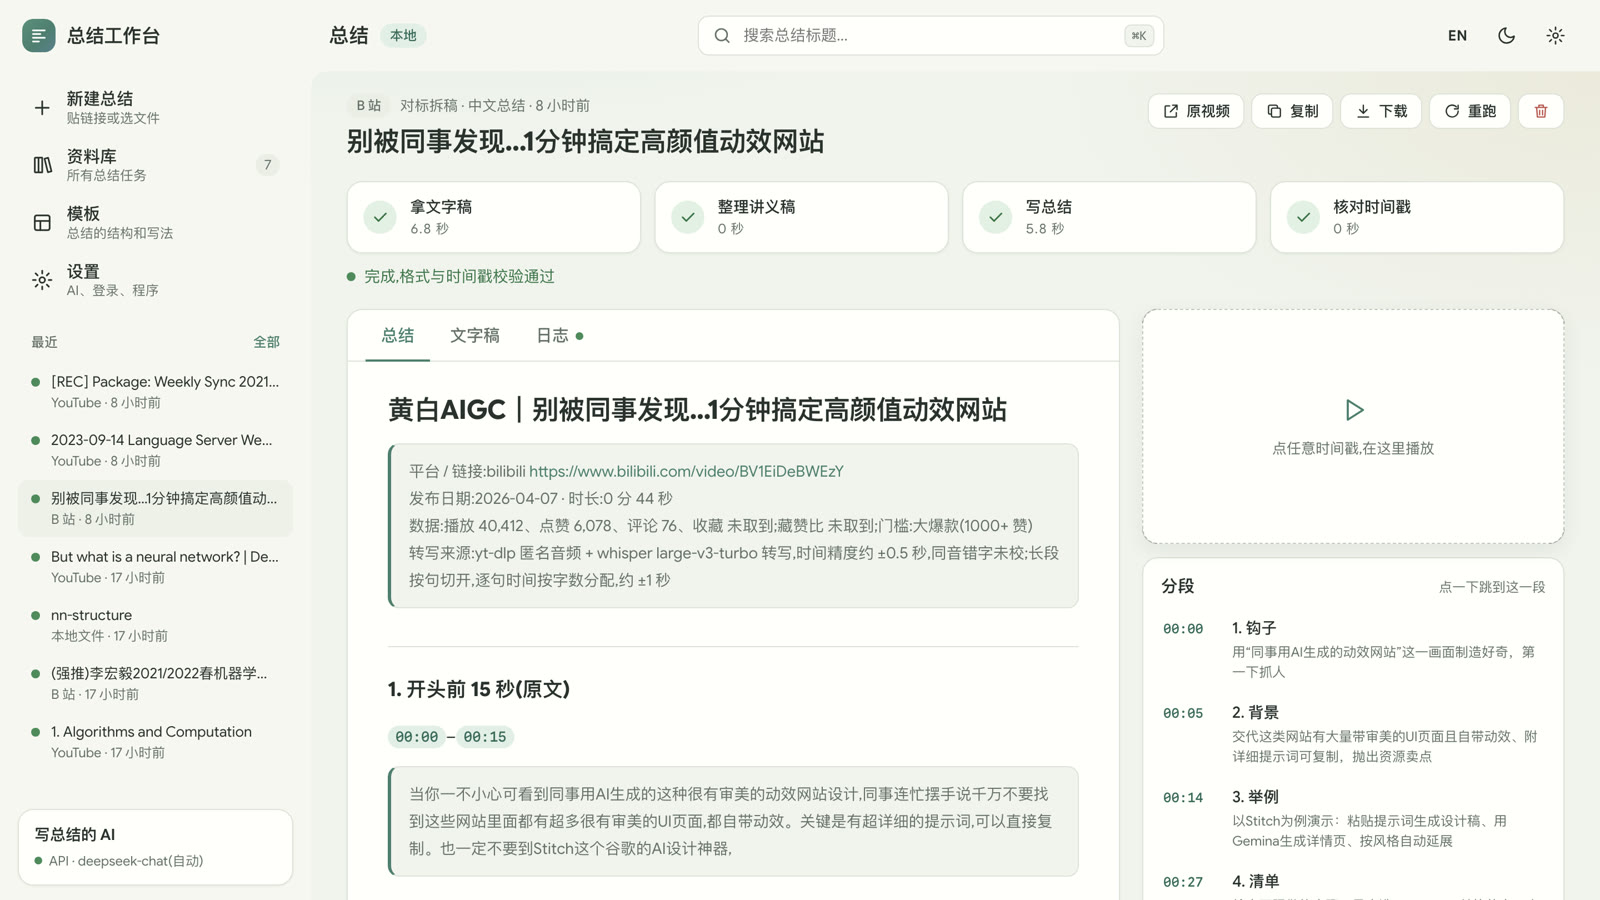 总结工作台
总结 本地
搜索总结标题...
⌘K
EN
新建总结
贴链接或选文件
资料库
所有总结任务
7
模板
总结的结构和写法
设置
AI、登录、程序
最近
全部
[REC] Package: Weekly Sync 2021...
YouTube · 8 小时前
2023-09-14 Language Server We...
YouTube · 8 小时前
别被同事发现...1分钟搞定高颜值动...
B 站 · 8 小时前
But what is a neural network? | De...
YouTube · 17 小时前
nn-structure
本地文件 · 17 小时前
(强推)李宏毅2021/2022春机器学...
B 站 · 17 小时前
1. Algorithms and Computation
YouTube · 17 小时前
写总结的 AI
API · deepseek-chat(自动)
B 站 对标拆稿 · 中文总结 · 8 小时前
别被同事发现...1分钟搞定高颜值动效网站
原视频
复制
下载
重跑
拿文字稿
6.8 秒
整理讲义稿
0 秒
写总结
5.8 秒
核对时间戳
0 秒
完成,格式与时间戳校验通过
总结
文字稿
日志
黄白AIGC｜别被同事发现...1分钟搞定高颜值动效网站
平台 / 链接:bilibili https://www.bilibili.com/video/BV1EiDeBWEzY
发布日期:2026-04-07 · 时长:0 分 44 秒
数据:播放 40,412、点赞 6,078、评论 76、收藏 未取到;藏赞比 未取到;门槛:大爆款(1000+ 赞)
转写来源:yt-dlp 匿名音频 + whisper large-v3-turbo 转写,时间精度约 ±0.5 秒,同音错字未校;长段
按句切开,逐句时间按字数分配,约 ±1 秒
1. 开头前 15 秒(原文)
00:00 – 00:15
当你一不小心可看到同事用AI生成的这种很有审美的动效网站设计,同事连忙摆手说千万不要找
到这些网站里面都有超多很有审美的UI页面,都自带动效。关键是有超详细的提示词,可以直接复
制。也一定不要到Stitch这个谷歌的AI设计神器,
点任意时间戳,在这里播放
分段
点一下跳到这一段
00:00
1. 钩子
用“同事用AI生成的动效网站”这一画面制造好奇，第
一下抓人
00:05
2. 背景
交代这类网站有大量带审美的UI页面且自带动效、附
详细提示词可复制，抛出资源卖点
00:14
3. 举例
以Stitch为例演示：粘贴提示词生成设计稿、用
Gemina生成详情页、按风格自动延展
00:27
4. 清单